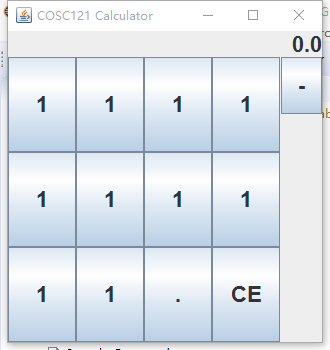 COSC121 Calculator
0.0
1 1 1 1 -
1 1 1 1
1 1 . CE